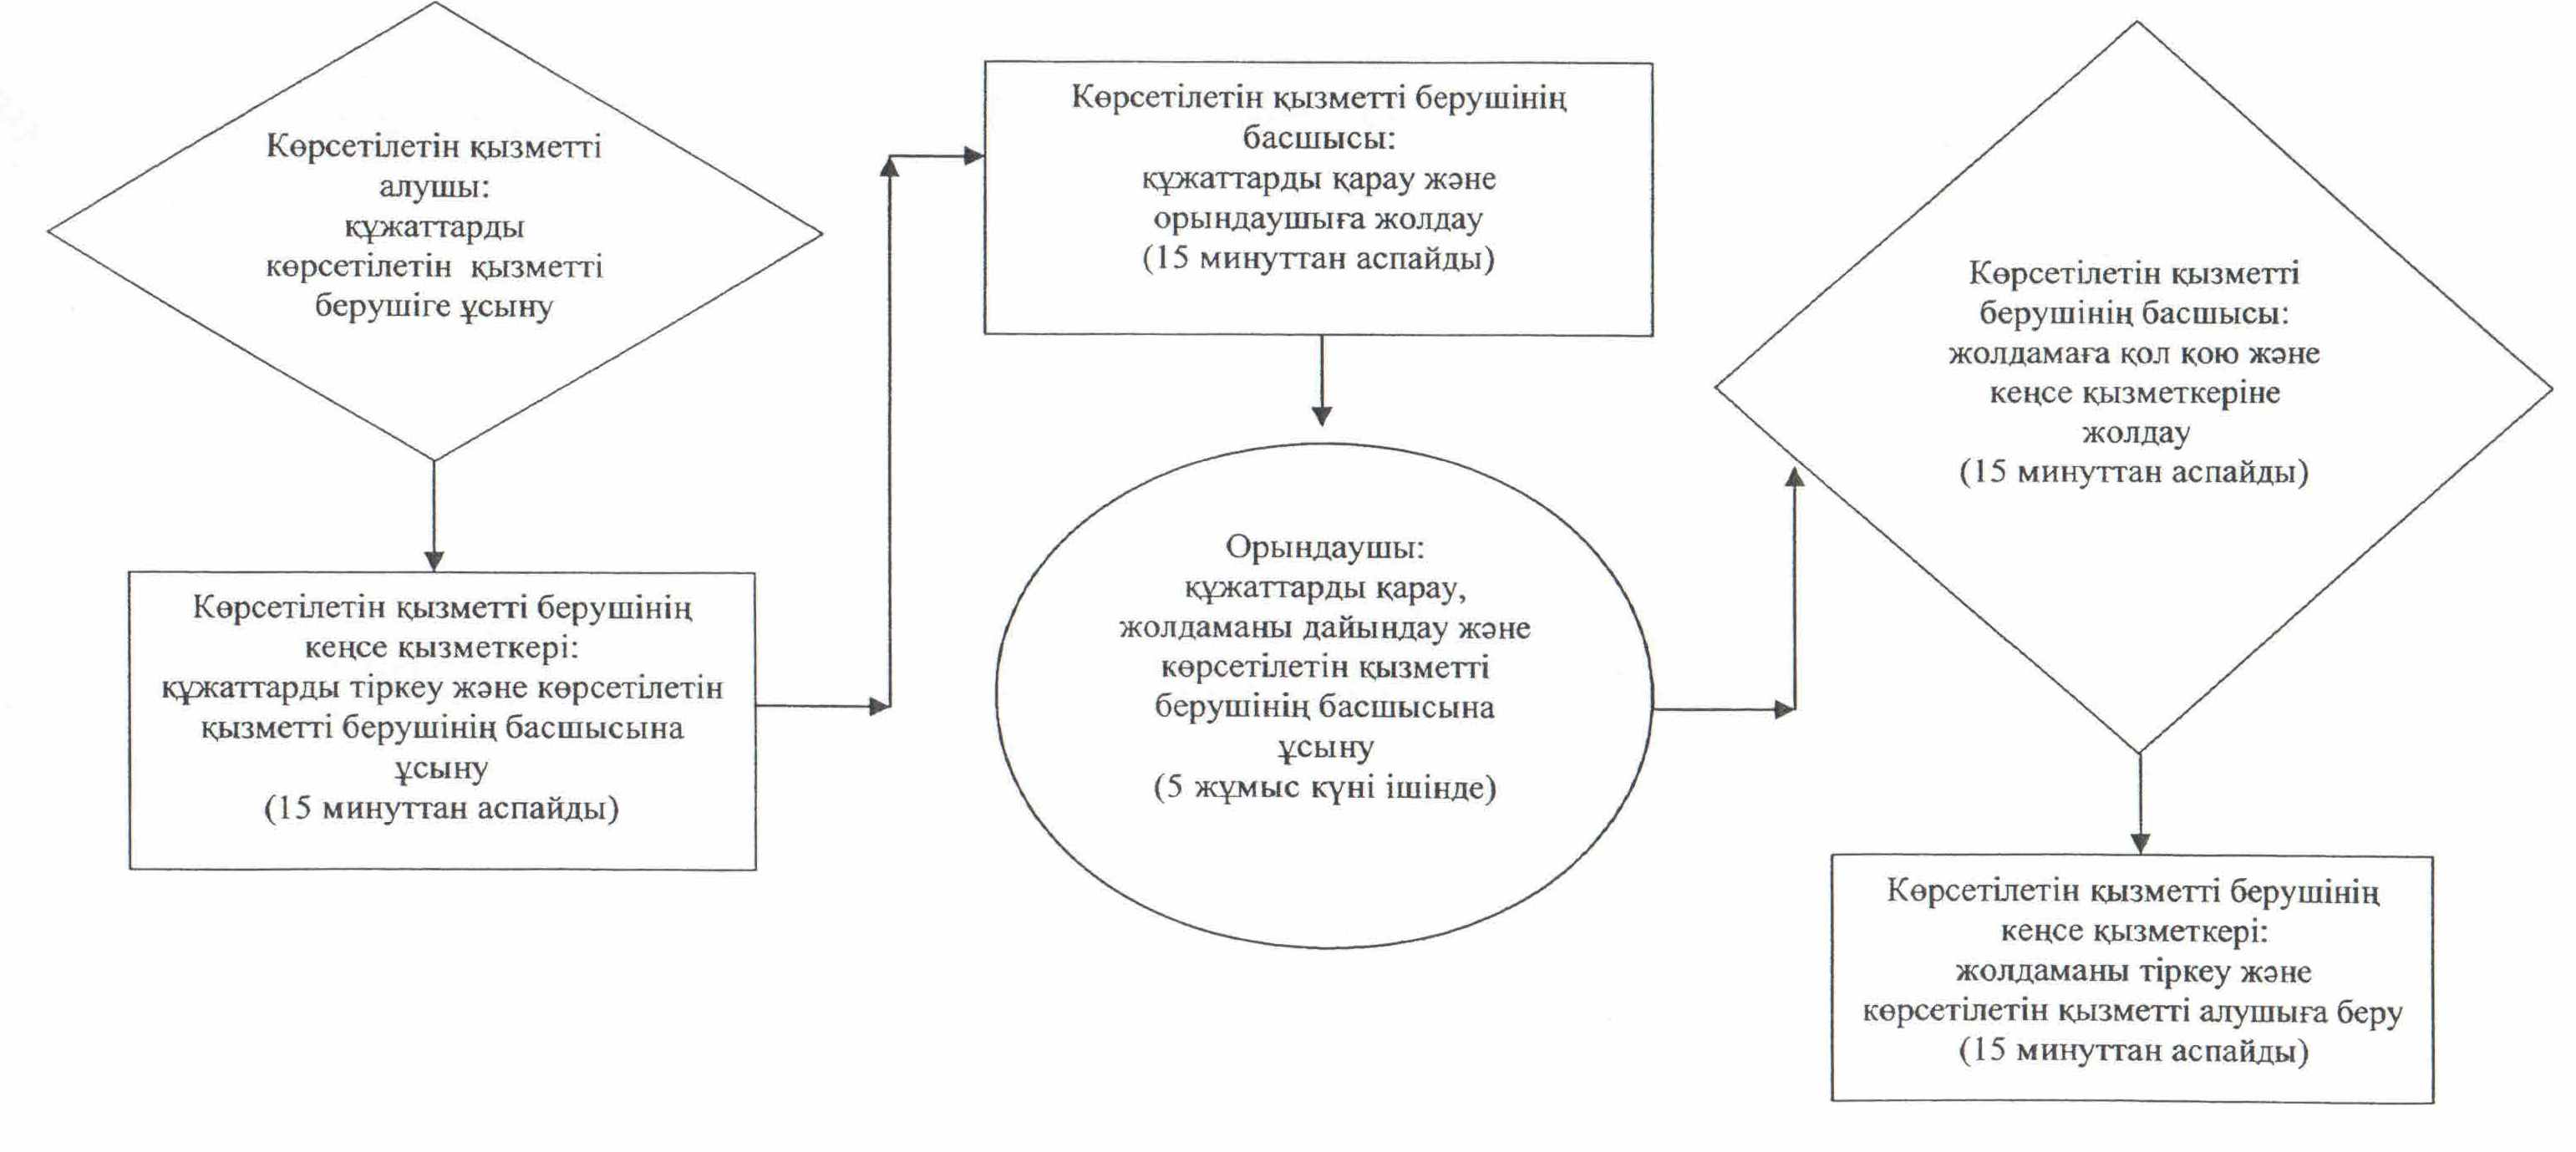 Көрсетілетін қызметті
алушы:
құжаттарды
көрсетілетін қызметті
берушіге ұсыну
Көрсетілетін қызметті берушінің
кеңсе қызметкері:
құжаттарды тіркеу және көрсетілетін
қызметті берушінің басшысына
ұсыну
(15 минуттан аспайды)
Көрсетілетін қызметті берушінің
басшысы:
құжаттарды қарау және
орындаушыға жолдау
(15 минуттан аспайды)
Орындаушы:
құжаттарды қарау,
жолдаманы дайындау және
көрсетілетін қызметті
берушінің басшысына
ұсыну
(5 жұмыс күні ішінде)
Көрсетілетін қызметті
берушінің басшысы:
жолдамаға қол қою және
кеңсе қызметкеріне
жолдау
(15 минуттан аспайды)
Көрсетілетін қызметті берушінің
кеңсе қызметкері:
жолдаманы тіркеу және
көрсетілетін қызметті алушыға беру
(15 минуттан аспайды)